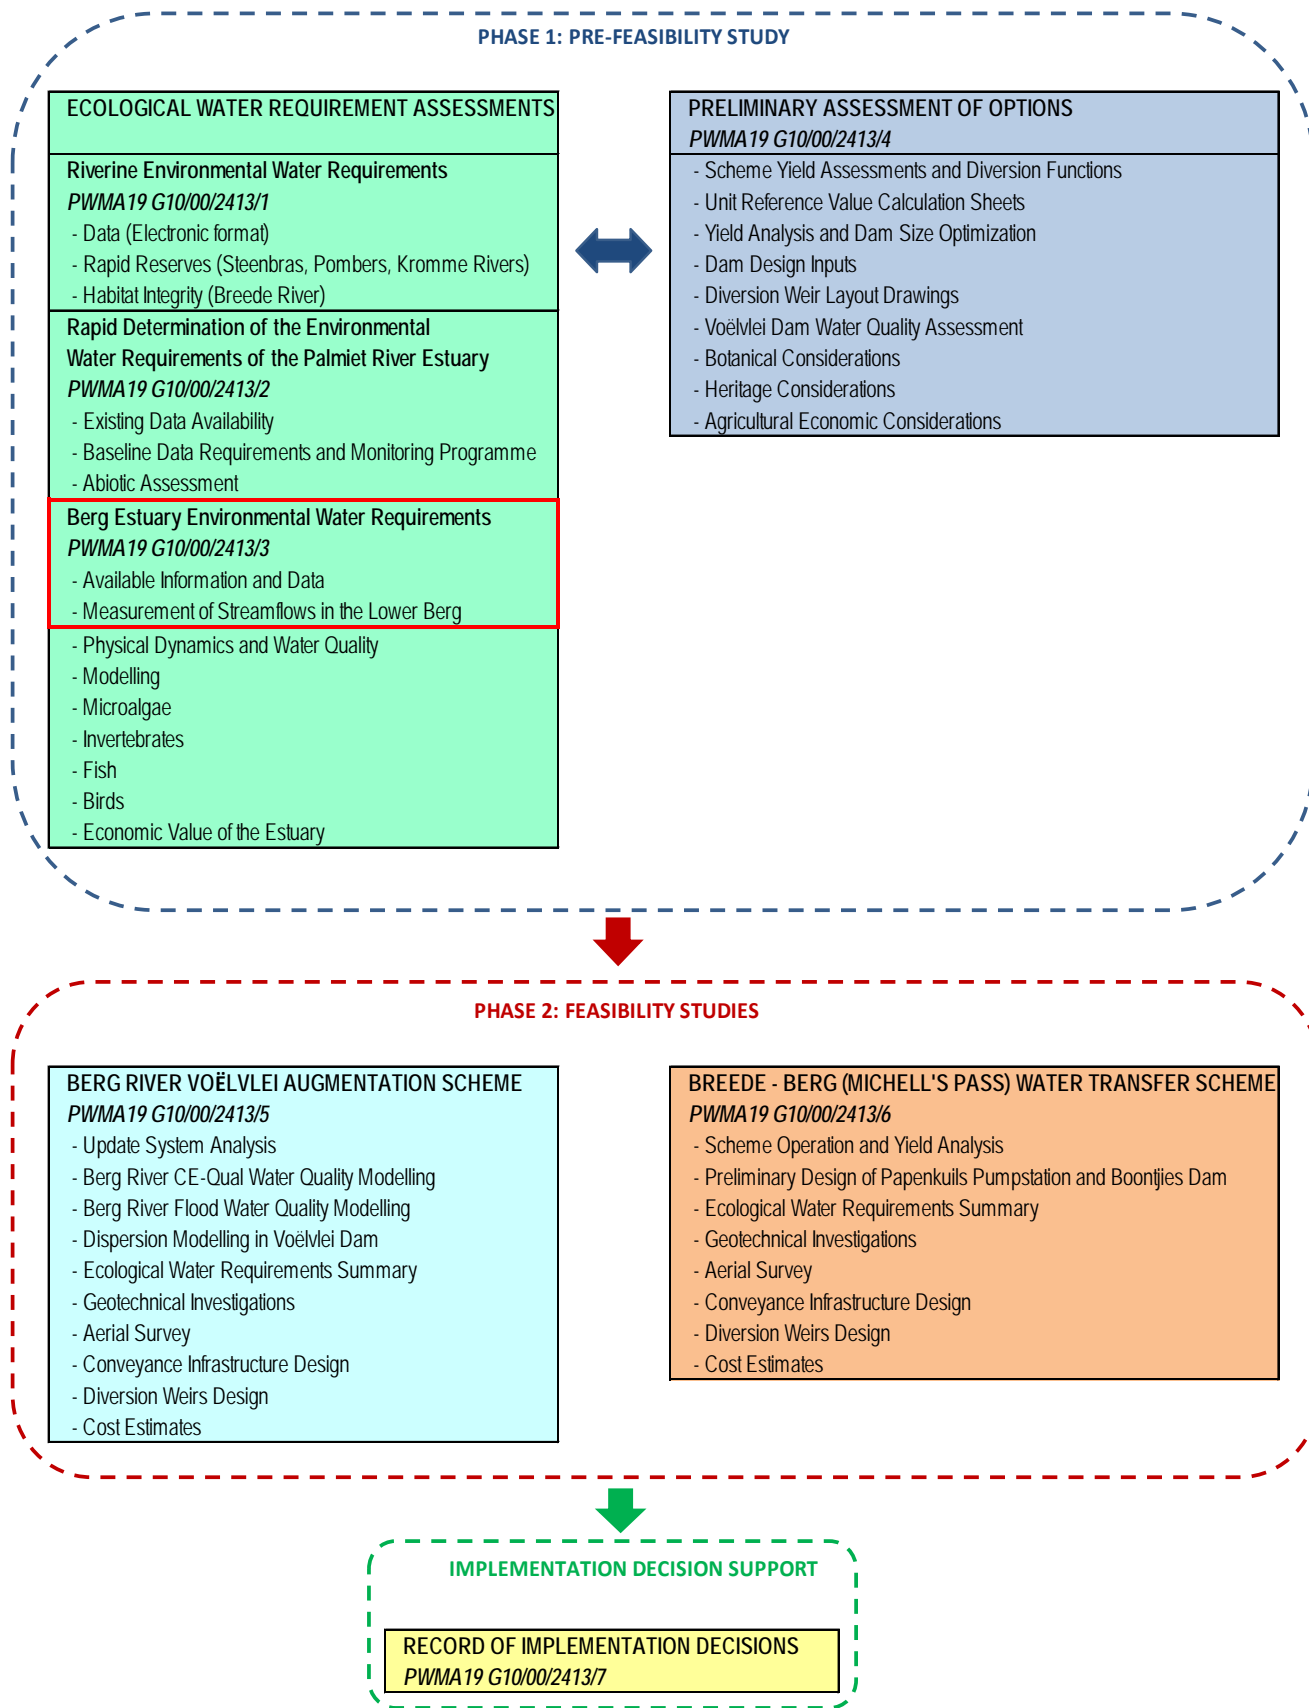 PHASE 1: PRE-FEASIBILITY STUDY
ECOLOGICAL WATER REQUIREMENT ASSESSMENTS
Riverine Environmental Water Requirements
PWMA19 G10/00/2413/1
- Data (Electronic format)
- Rapid Reserves (Steenbras, Pombers, Kromme Rivers)
- Habitat Integrity (Breede River)
Rapid Determination of the Environmental
Water Requirements of the Palmiet River Estuary
PWMA19 G10/00/2413/2
- Existing Data Availability
- Baseline Data Requirements and Monitoring Programme
- Abiotic Assessment
Berg Estuary Environmental Water Requirements
PWMA19 G10/00/2413/3
- Available Information and Data
- Measurement of Streamflows in the Lower Berg
- Physical Dynamics and Water Quality
- Modelling
- Microalgae
- Invertebrates
- Fish
- Birds
- Economic Value of the Estuary
PRELIMINARY ASSESSMENT OF OPTIONS
PWMA19 G10/00/2413/4
- Scheme Yield Assessments and Diversion Functions
- Unit Reference Value Calculation Sheets
- Yield Analysis and Dam Size Optimization
- Dam Design Inputs
- Diversion Weir Layout Drawings
- Voëlvlei Dam Water Quality Assessment
- Botanical Considerations
- Heritage Considerations
- Agricultural Economic Considerations
PHASE 2: FEASIBILITY STUDIES
BERG RIVER VOËLVLEI AUGMENTATION SCHEME
PWMA19 G10/00/2413/5
- Update System Analysis
- Berg River CE-Qual Water Quality Modelling
- Berg River Flood Water Quality Modelling
- Dispersion Modelling in Voëlvlei Dam
- Ecological Water Requirements Summary
- Geotechnical Investigations
- Aerial Survey
- Conveyance Infrastructure Design
- Diversion Weirs Design
- Cost Estimates
BREEDE - BERG (MICHELL'S PASS) WATER TRANSFER SCHEME
PWMA19 G10/00/2413/6
- Scheme Operation and Yield Analysis
- Preliminary Design of Papenkuils Pumpstation and Boontjies Dam
- Ecological Water Requirements Summary
- Geotechnical Investigations
- Aerial Survey
- Conveyance Infrastructure Design
- Diversion Weirs Design
- Cost Estimates
IMPLEMENTATION DECISION SUPPORT
RECORD OF IMPLEMENTATION DECISIONS
PWMA19 G10/00/2413/7